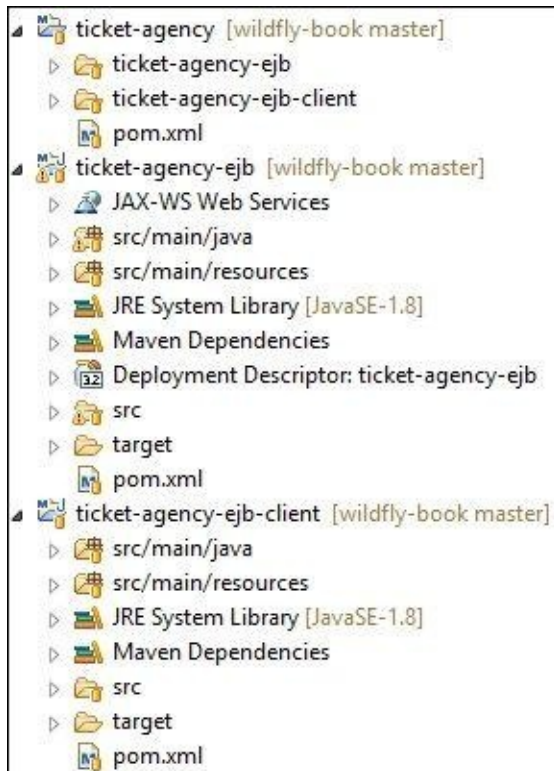 ticket-agency [wildfly-book master]
ticket-agency-ejb
ticket-agency-ejb-client
pom.xml
ticket-agency-ejb [wildfly-book master]
JAX-WS Web Services
src/main/java
src/main/resources
JRE System Library [JavaSE-1.8]
Maven Dependencies
Deployment Descriptor: ticket-agency-ejb
src
target
pom.xml
ticket-agency-ejb-client [wildfly-book master]
src/main/java
src/main/resources
JRE System Library [JavaSE-1.8]
Maven Dependencies
src
target
pom.xml